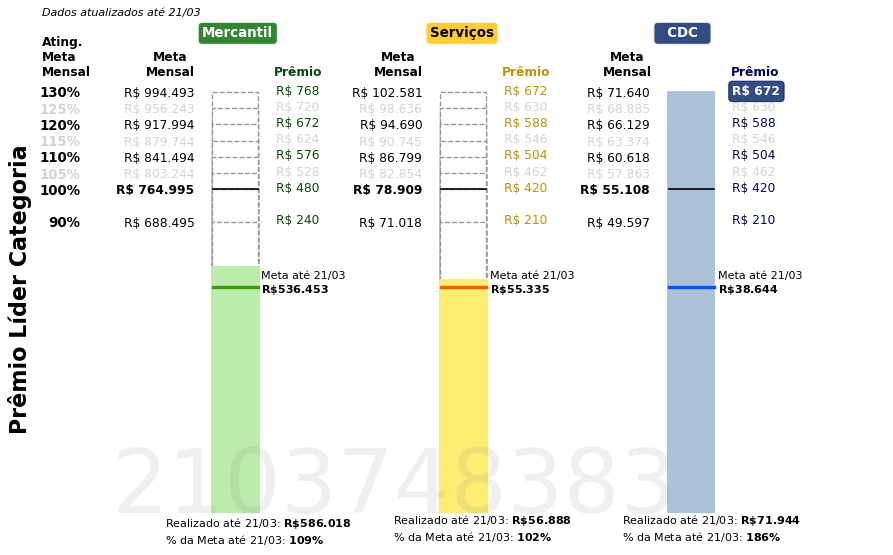 Dados atualizados até 21/03
Mercantil Serviços CDC
Ating. Meta Mensal Meta Mensal Prêmio Meta Mensal Prêmio Meta Mensal Prêmio
130% R$ 994.493 R$ 768 R$ 102.581 R$ 672 R$ 71.640 R$ 672
125% R$ 956.243 R$ 720 R$ 98.636 R$ 630 R$ 68.885 R$ 630
120% R$ 917.994 R$ 672 R$ 94.690 R$ 588 R$ 66.129 R$ 588
115% R$ 879.744 R$ 624 R$ 90.745 R$ 546 R$ 63.374 R$ 546
110% R$ 841.494 R$ 576 R$ 86.799 R$ 504 R$ 60.618 R$ 504
105% R$ 803.244 R$ 528 R$ 82.854 R$ 462 R$ 57.863 R$ 462
100% R$ 764.995 R$ 480 R$ 78.909 R$ 420 R$ 55.108 R$ 420
90% R$ 688.495 R$ 240 R$ 71.018 R$ 210 R$ 49.597 R$ 210
Meta até 21/03 Meta até 21/03 Meta até 21/03
R$536.453 R$55.335 R$38.644
Prêmio Líder Categoria
2103748383
Realizado até 21/03: R$586.018 Realizado até 21/03: R$56.888 Realizado até 21/03: R$71.944
% da Meta até 21/03: 109% % da Meta até 21/03: 102% % da Meta até 21/03: 186%